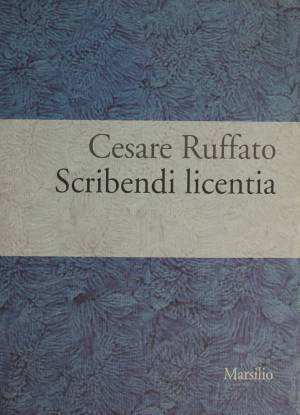 Cesare Ruffato
Scribendi licentia
Marsilio